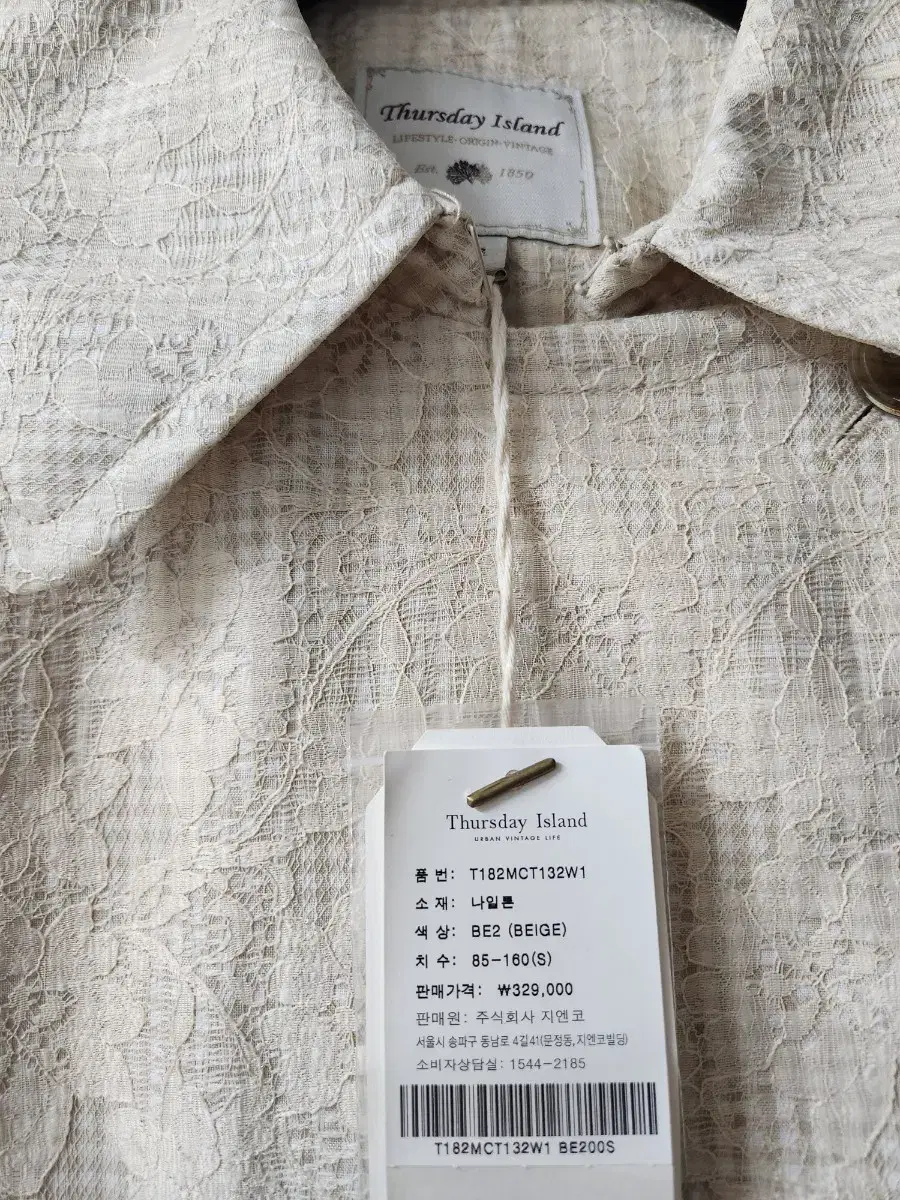 Thursday Island
LIFESTYLE·ORIGIN·VINTAGE
Est. 1850
Thursday Island
URBAN VINTAGE LIFE
품 번: T182MCT132W1
소 재: 나일론
색 상: BE2 (BEIGE)
치 수: 85-160(S)
판매가격: ₩329,000
판매원: 주식회사 지엔코
서울시 송파구 동남로 4길41(문정동,지엔코빌딩)
소비자상담실: 1544-2185
T182MCT132W1 BE200S